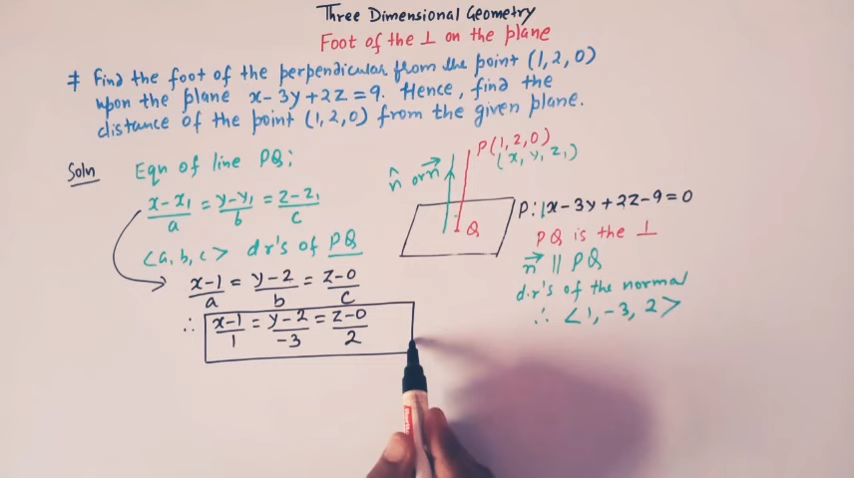 Three Dimensional Geometry
Foot of the ⊥ on the plane
# Find the foot of the perpendicular from the point (1,2,0)
upon the plane x-3y+2z=9. Hence, find the
distance of the point (1,2,0) from the given plane.
Soln Eqn of line PQ:
x-x₁/a = y-y₁/b = z-z₁/c
<a,b,c> dr's of PQ
x-1/a = y-2/b = z-0/c
∴ x-1/1 = y-2/-3 = z-0/2
P(1,2,0)
(x, y, z₁)
n̂ or n⃗
Q
P: 1x-3y+2z-9=0
PQ is the ⊥
n⃗ || PQ
d.r's of the normal
∴ <1,-3,2>